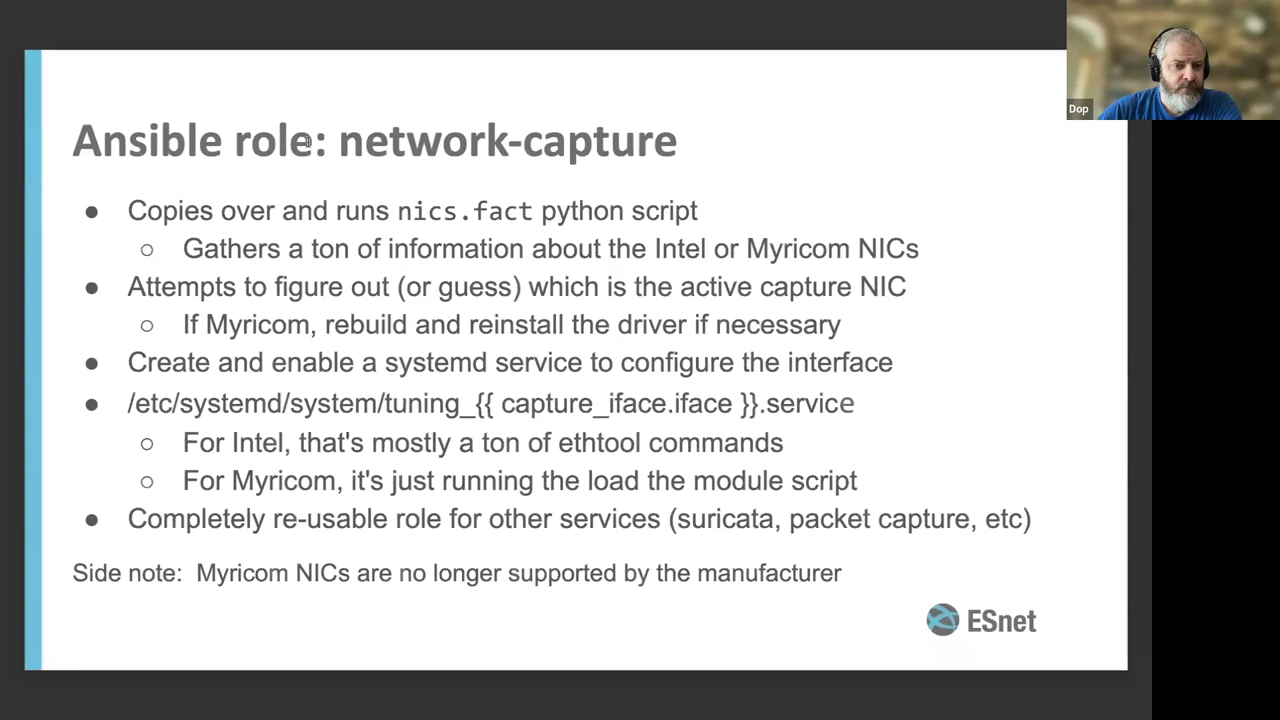 Dop
Ansible role: network-capture
● Copies over and runs nics.fact python script
○ Gathers a ton of information about the Intel or Myricom NICs
● Attempts to figure out (or guess) which is the active capture NIC
○ If Myricom, rebuild and reinstall the driver if necessary
● Create and enable a systemd service to configure the interface
● /etc/systemd/system/tuning_{{ capture_iface.iface }}.service
○ For Intel, that's mostly a ton of ethtool commands
○ For Myricom, it's just running the load the module script
● Completely re-usable role for other services (suricata, packet capture, etc)
Side note:  Myricom NICs are no longer supported by the manufacturer
ESnet